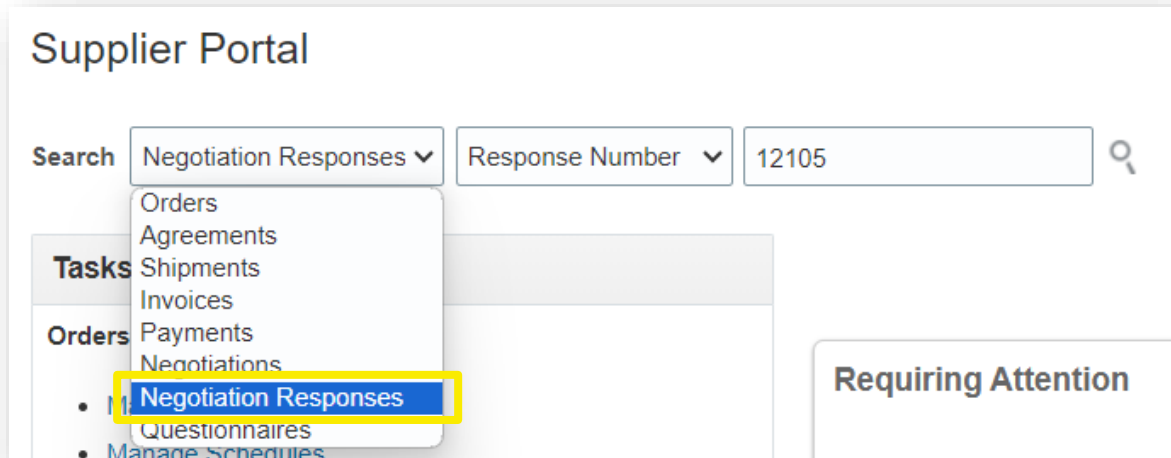 Supplier Portal
Search Negotiation Responses Response Number 12105
Orders
Agreements
Tasks Shipments
Invoices
Orders Payments
Negotiations
Requiring Attention
Negotiation Responses
Questionnaires
Manage Schedules